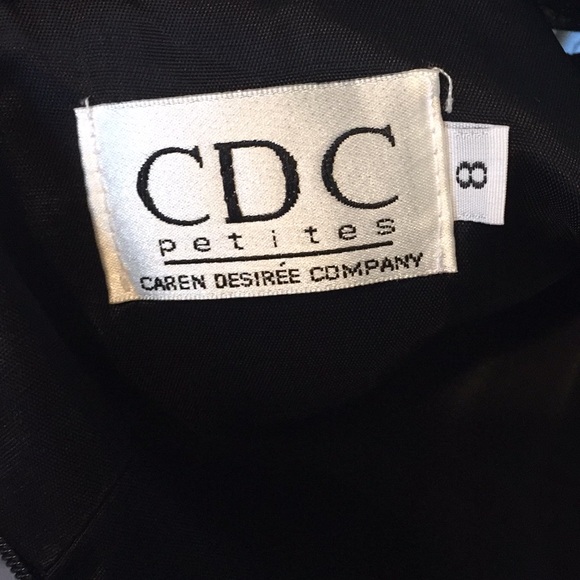 CDC
petites
CAREN DESIRÉE COMPANY
8